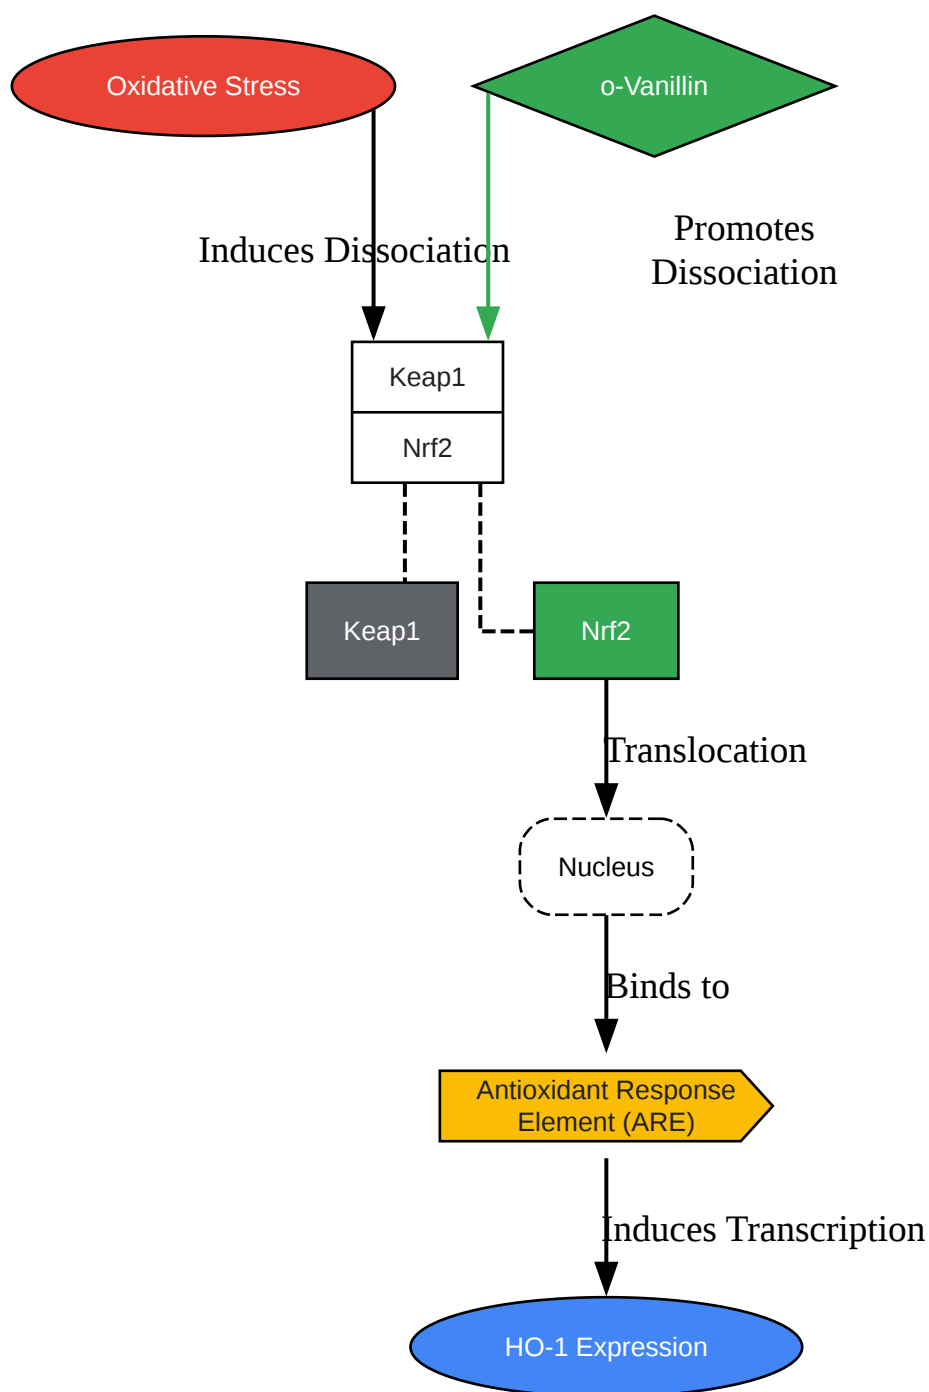 Oxidative Stress
o-Vanillin
Induces Dissociation
Promotes
Dissociation
Keap1
Nrf2
Keap1
Nrf2
Translocation
Nucleus
Binds to
Antioxidant Response
Element (ARE)
Induces Transcription
HO-1 Expression